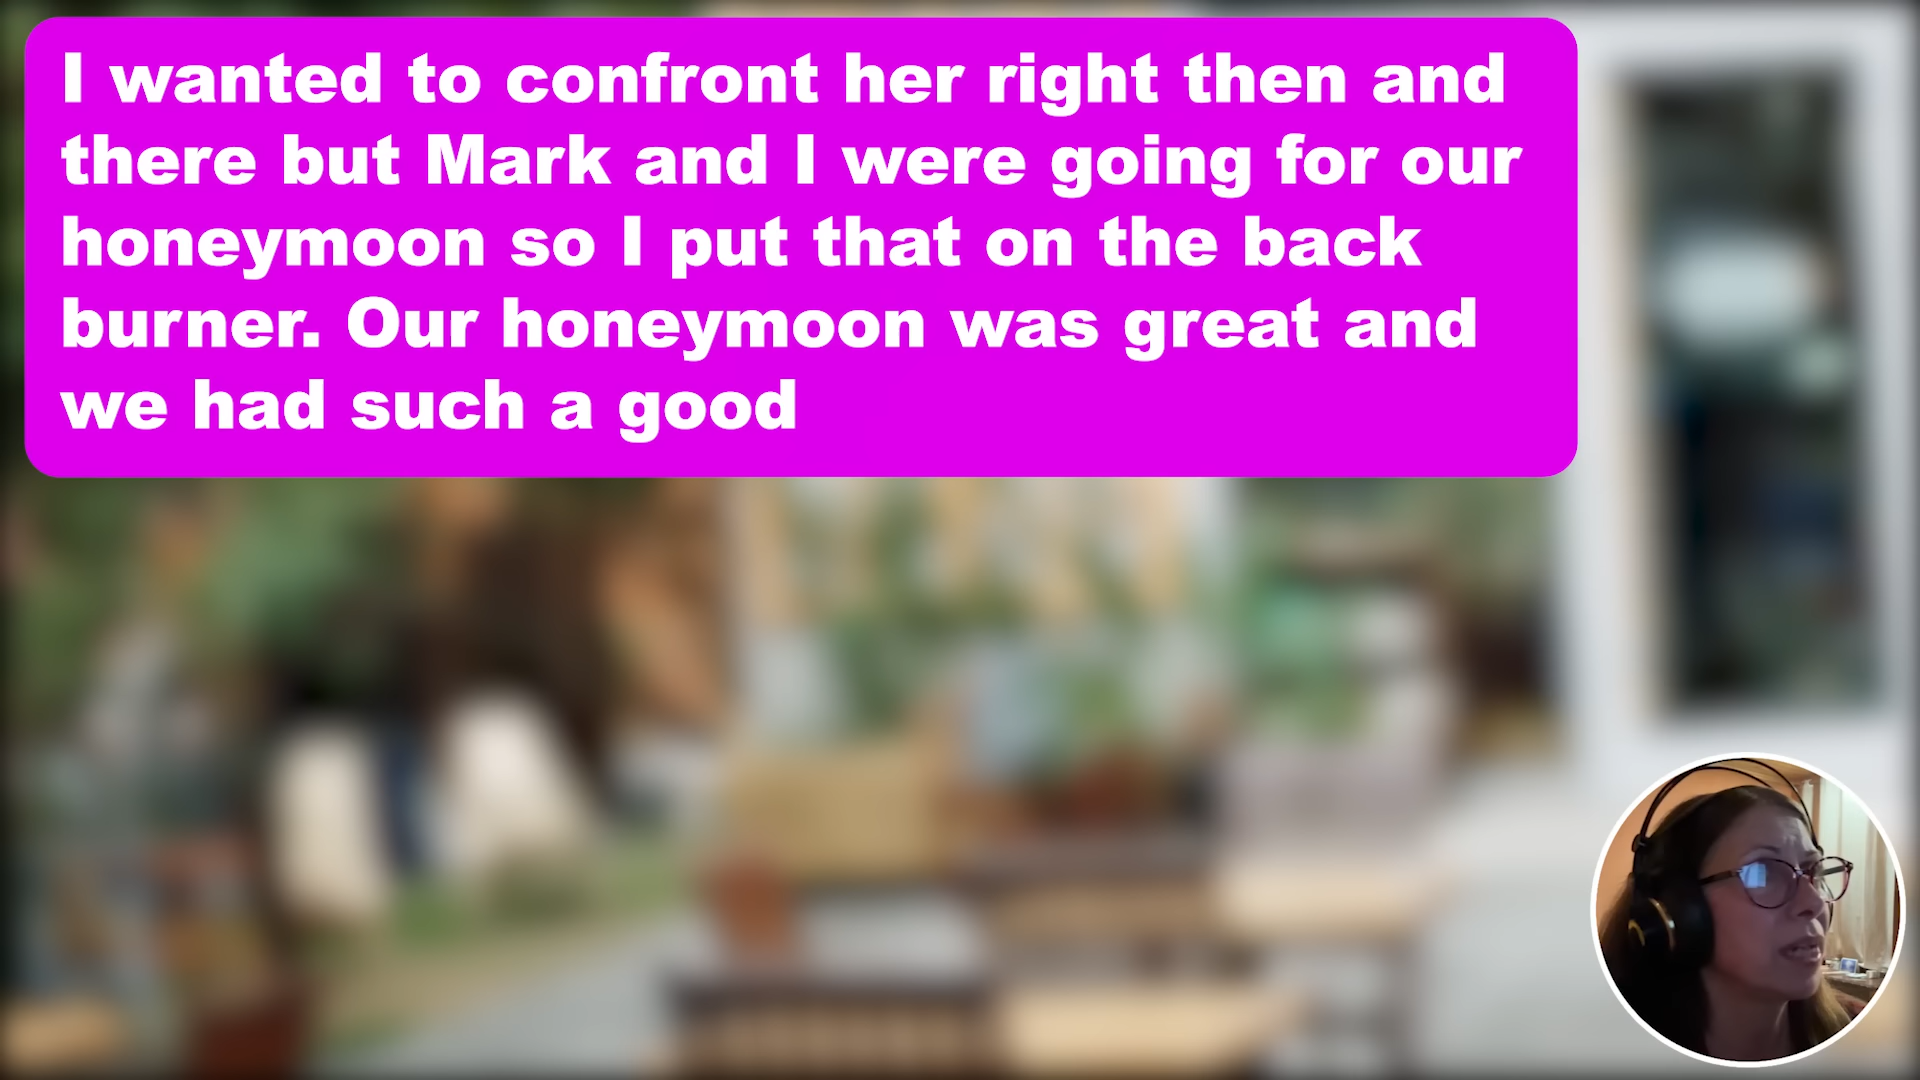 I wanted to confront her right then and
there but Mark and I were going for our
honeymoon so I put that on the back
burner. Our honeymoon was great and
we had such a good